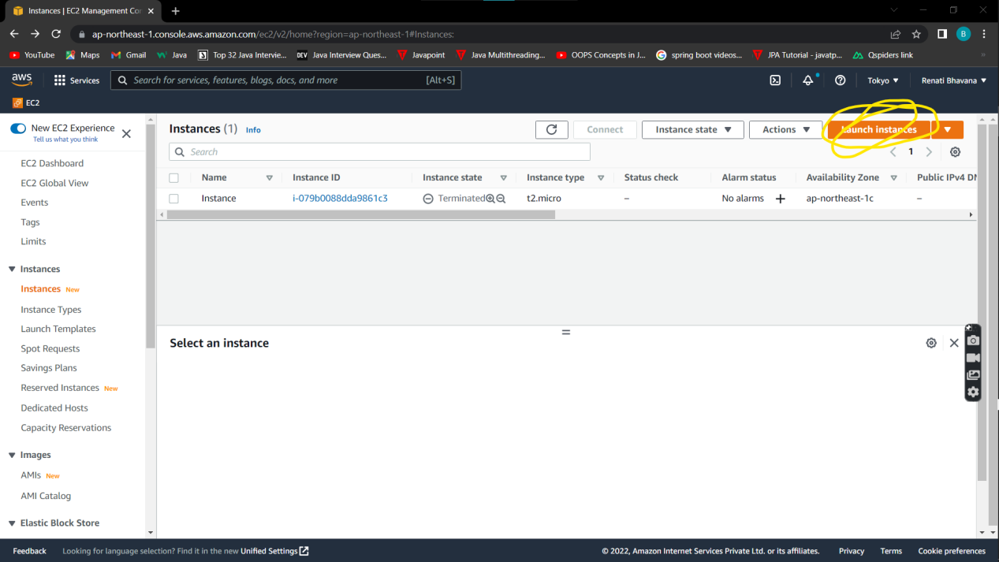 Instances | EC2 Management Con
ap-northeast-1.console.aws.amazon.com/ec2/v2/home?region=ap-northeast-1#Instances:
B
YouTube Maps Gmail Java Top 32 Java Intervie... DEV Java Interview Ques... Javapoint Java Multithreading... OOPS Concepts in J... spring boot videos... JPA Tutorial - javatp... Qspiders link
aws Services Search for services, features, blogs, docs, and more [Alt+S] Tokyo Renati Bhavana
EC2
New EC2 Experience
Tell us what you think
EC2 Dashboard
EC2 Global View
Events
Tags
Limits
Instances
Instances New
Instance Types
Launch Templates
Spot Requests
Savings Plans
Reserved Instances New
Dedicated Hosts
Capacity Reservations
Images
AMIs New
AMI Catalog
Elastic Block Store
Instances (1) Info Connect Instance state Actions Launch instances
Search 1
Name Instance ID Instance state Instance type Status check Alarm status Availability Zone Public IPv4 DN
Instance i-079b0088dda9861c3 Terminated t2.micro – No alarms + ap-northeast-1c –
Select an instance
Feedback Looking for language selection? Find it in the new Unified Settings © 2022, Amazon Internet Services Private Ltd. or its affiliates. Privacy Terms Cookie preferences